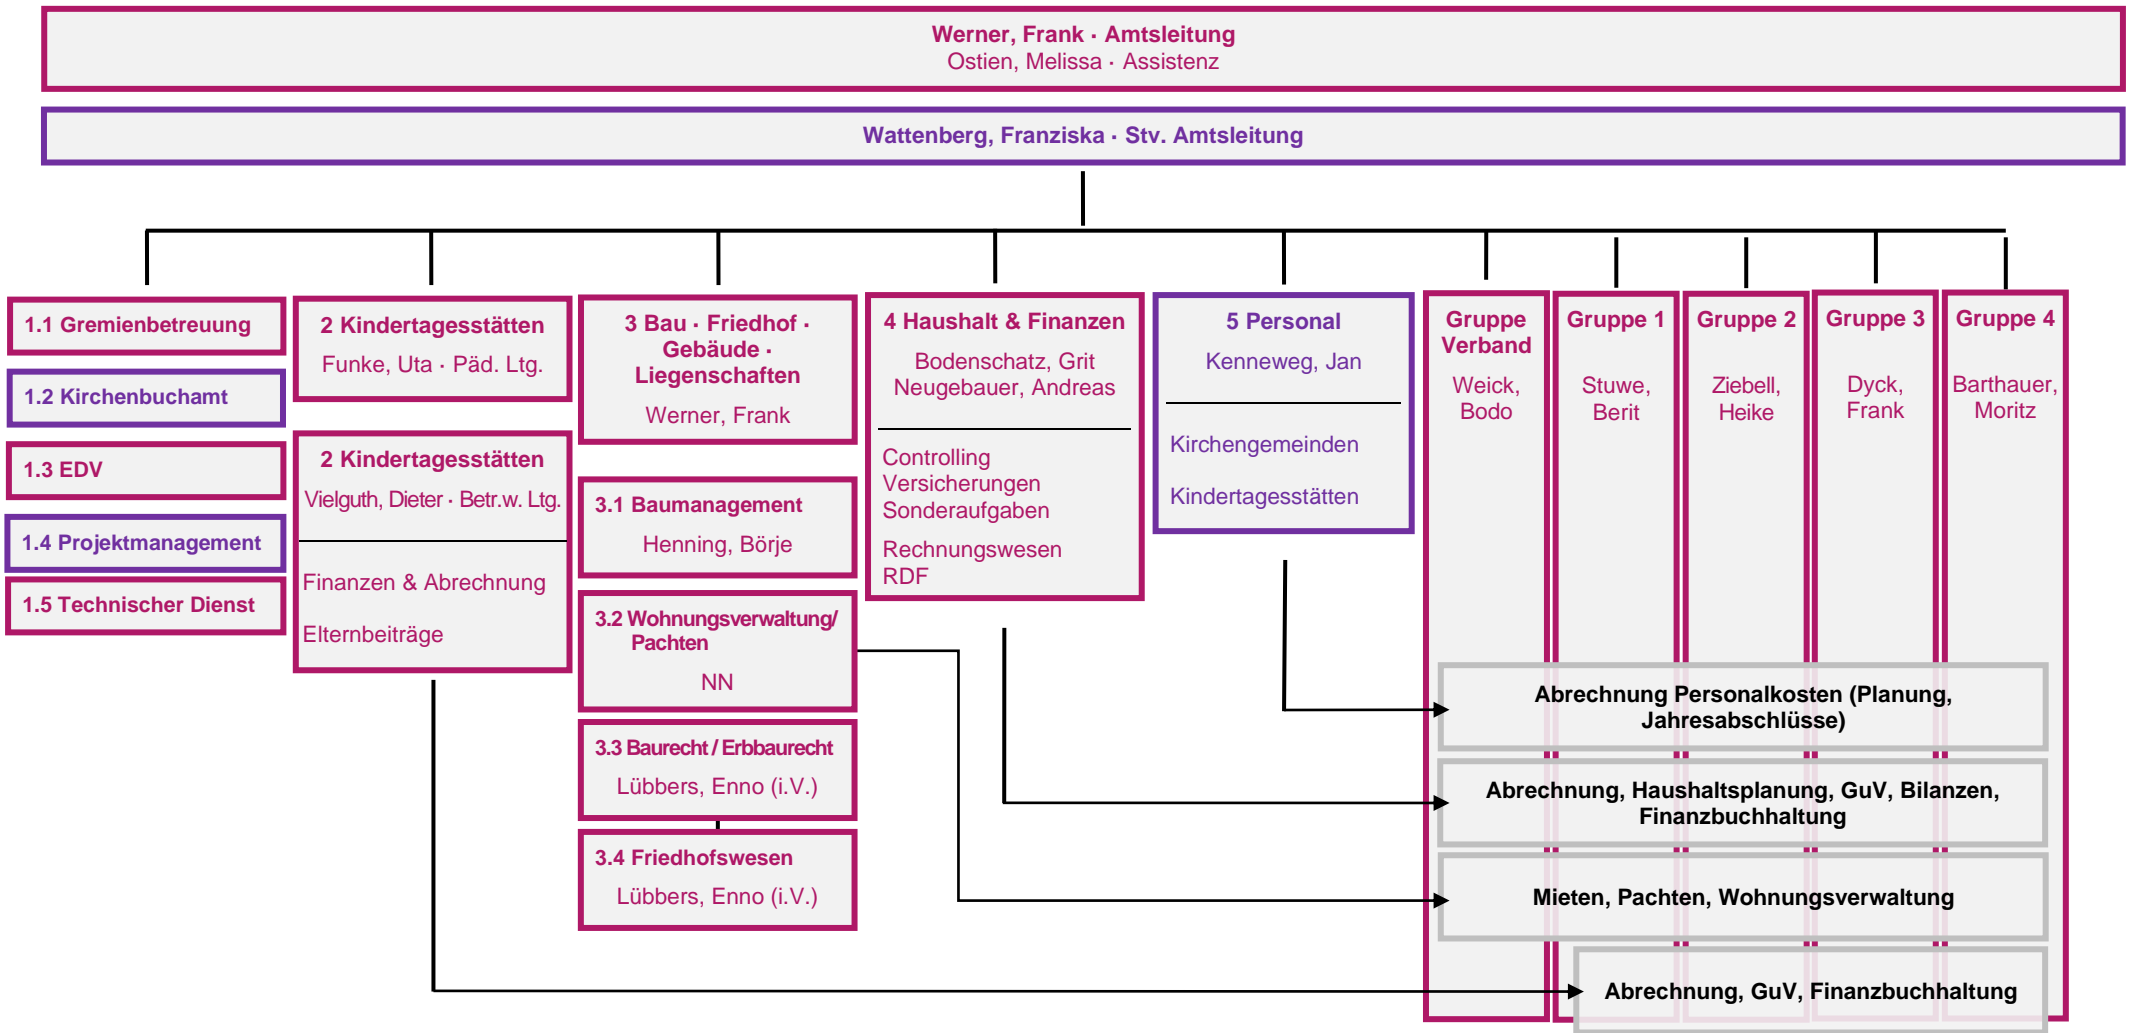 Werner, Frank · Amtsleitung
Ostien, Melissa · Assistenz
Wattenberg, Franziska · Stv. Amtsleitung
1.1 Gremienbetreuung
1.2 Kirchenbuchamt
1.3 EDV
1.4 Projektmanagement
1.5 Technischer Dienst
2 Kindertagesstätten
Funke, Uta · Päd. Ltg.
2 Kindertagesstätten
Vielguth, Dieter · Betr.w. Ltg.
Finanzen & Abrechnung
Elternbeiträge
3 Bau · Friedhof ·
Gebäude ·
Liegenschaften
Werner, Frank
3.1 Baumanagement
Henning, Börje
3.2 Wohnungsverwaltung/
Pachten
NN
3.3 Baurecht / Erbbaurecht
Lübbers, Enno (i.V.)
3.4 Friedhofswesen
Lübbers, Enno (i.V.)
4 Haushalt & Finanzen
Bodenschatz, Grit
Neugebauer, Andreas
Controlling
Versicherungen
Sonderaufgaben
Rechnungswesen
RDF
5 Personal
Kenneweg, Jan
Kirchengemeinden
Kindertagesstätten
Gruppe
Verband
Weick,
Bodo
Gruppe 1
Stuwe,
Berit
Gruppe 2
Ziebell,
Heike
Gruppe 3
Dyck,
Frank
Gruppe 4
Barthauer,
Moritz
Abrechnung Personalkosten (Planung,
Jahresabschlüsse)
Abrechnung, Haushaltsplanung, GuV, Bilanzen,
Finanzbuchhaltung
Mieten, Pachten, Wohnungsverwaltung
Abrechnung, GuV, Finanzbuchhaltung